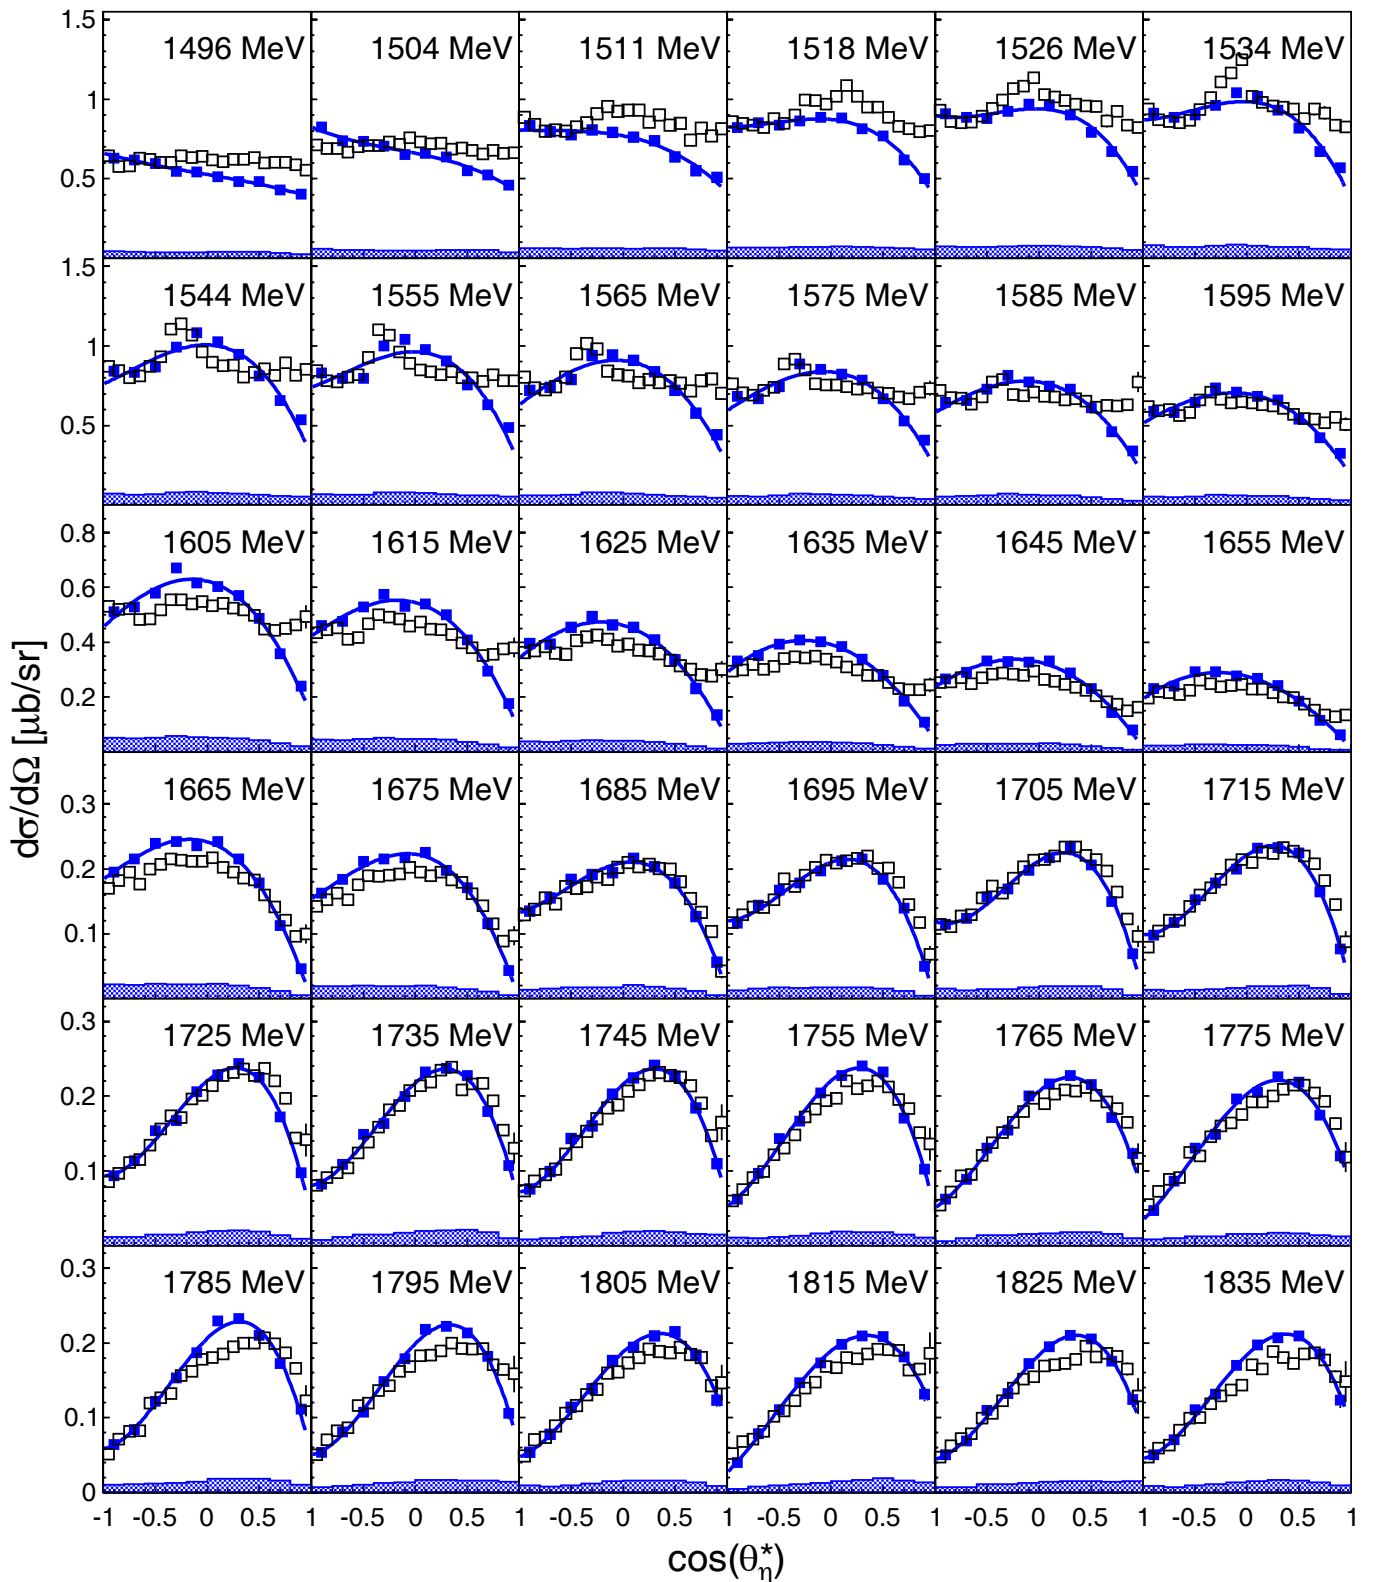 1.5
1496 MeV 1504 MeV 1511 MeV 1518 MeV 1526 MeV 1534 MeV
1
0.5
1.5
1544 MeV 1555 MeV 1565 MeV 1575 MeV 1585 MeV 1595 MeV
1
0.5
0.8
1605 MeV 1615 MeV 1625 MeV 1635 MeV 1645 MeV 1655 MeV
0.6
0.4
0.2
dσ/dΩ [μb/sr]
1665 MeV 1675 MeV 1685 MeV 1695 MeV 1705 MeV 1715 MeV
0.3
0.2
0.1
0.3
1725 MeV 1735 MeV 1745 MeV 1755 MeV 1765 MeV 1775 MeV
0.2
0.1
0.3
1785 MeV 1795 MeV 1805 MeV 1815 MeV 1825 MeV 1835 MeV
0.2
0.1
0
-1 -0.5 0 0.5 1 -0.5 0 0.5 1 -0.5 0 0.5 1 -0.5 0 0.5 1 -0.5 0 0.5 1 -0.5 0 0.5 1
cos(θ*η)